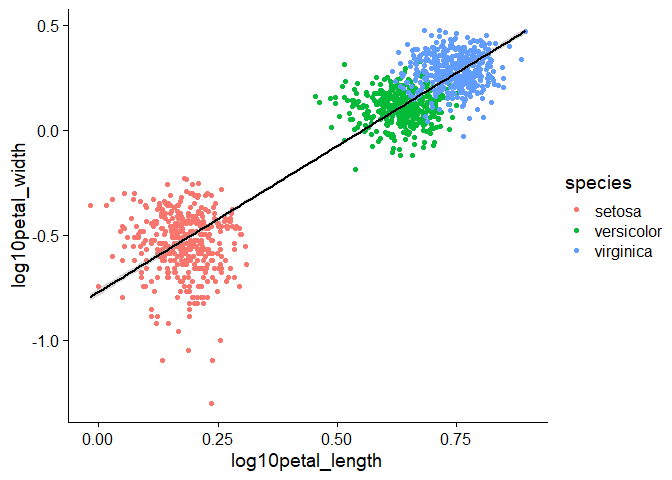 0.5
0.0
-0.5
-1.0
log10petal_width
0.00
0.25
0.50
0.75
log10petal_length
species
setosa
versicolor
virginica